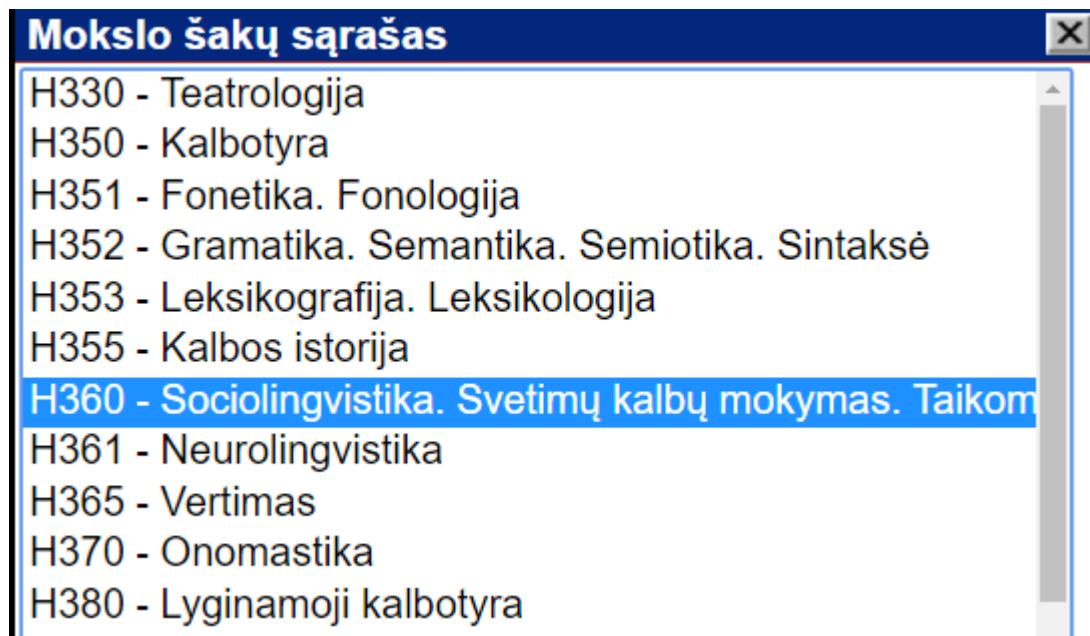 Mokslo šakų sąrašas
H330 - Teatrologija
H350 - Kalbotyra
H351 - Fonetika. Fonologija
H352 - Gramatika. Semantika. Semiotika. Sintaksė
H353 - Leksikografija. Leksikologija
H355 - Kalbos istorija
H360 - Sociolingvistika. Svetimų kalbų mokymas. Taikom
H361 - Neurolingvistika
H365 - Vertimas
H370 - Onomastika
H380 - Lyginamoji kalbotyra